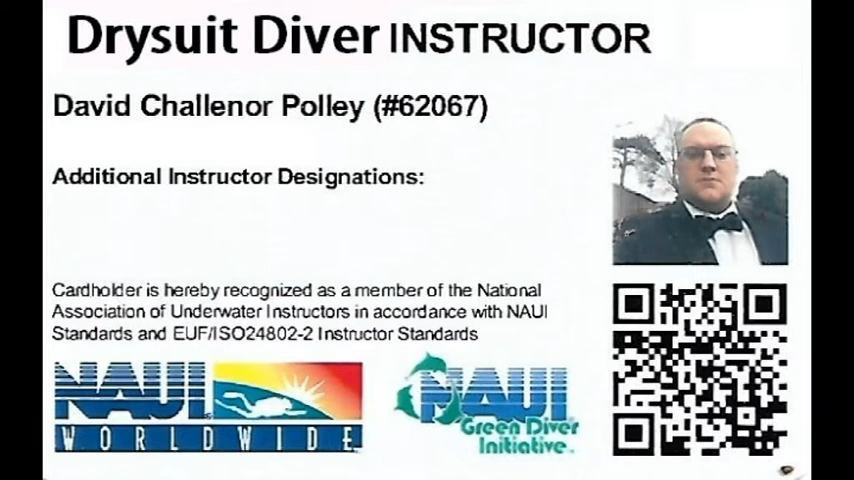 Drysuit Diver INSTRUCTOR
David Challenor Polley (#62067)
Additional Instructor Designations:
Cardholder is hereby recognized as a member of the National
Association of Underwater Instructors in accordance with NAUI
Standards and EUF/ISO24802-2 Instructor Standards
NAUI
WORLDWIDE
NAUI
Green Diver
Initiative